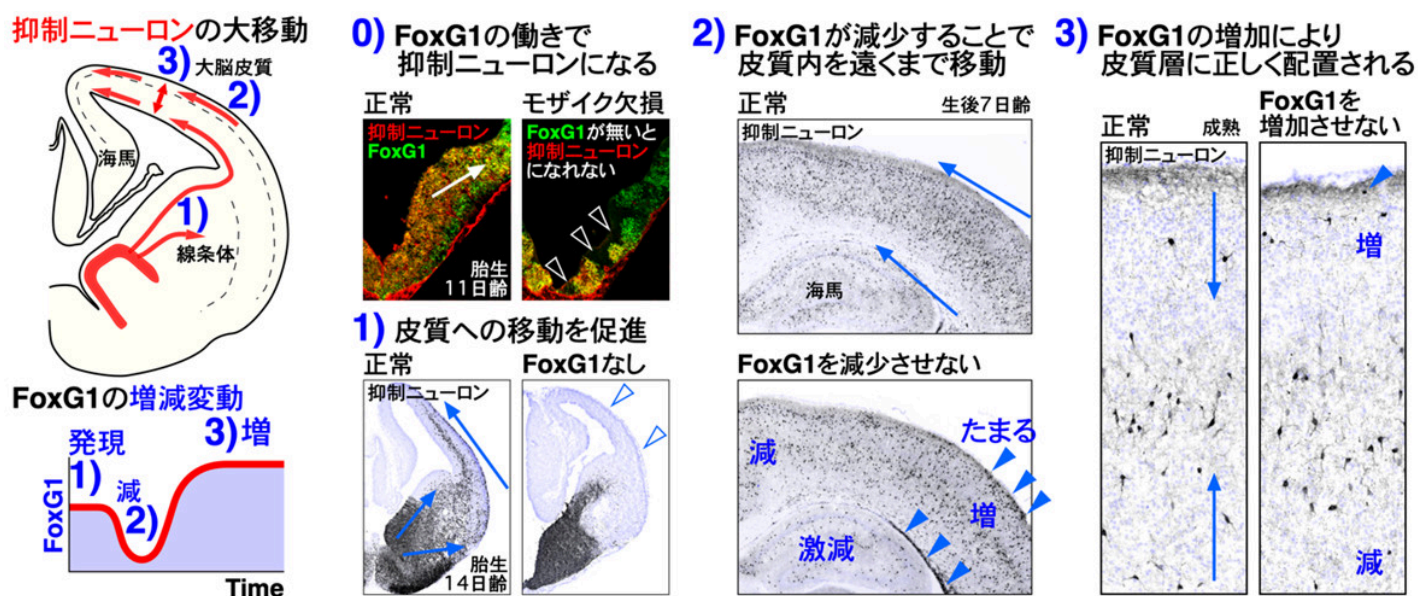 抑制ニューロンの大移動
3) 大脳皮質
2)
海馬
1)
線条体
FoxG1の増減変動
発現
1)
減
2)
3)増
FoxG1
Time
0) FoxG1の働きで
抑制ニューロンになる
正常
抑制ニューロン
FoxG1
胎生
11日齢
モザイク欠損
FoxG1が無いと
抑制ニューロン
になれない
1) 皮質への移動を促進
正常
抑制ニューロン
胎生
14日齢
FoxG1なし
2) FoxG1が減少することで
皮質内を遠くまで移動
正常
生後7日齢
抑制ニューロン
海馬
FoxG1を減少させない
たまる
減
増
激減
3) FoxG1の増加により
皮質層に正しく配置される
正常
成熟
抑制ニューロン
FoxG1を
増加させない
増
減